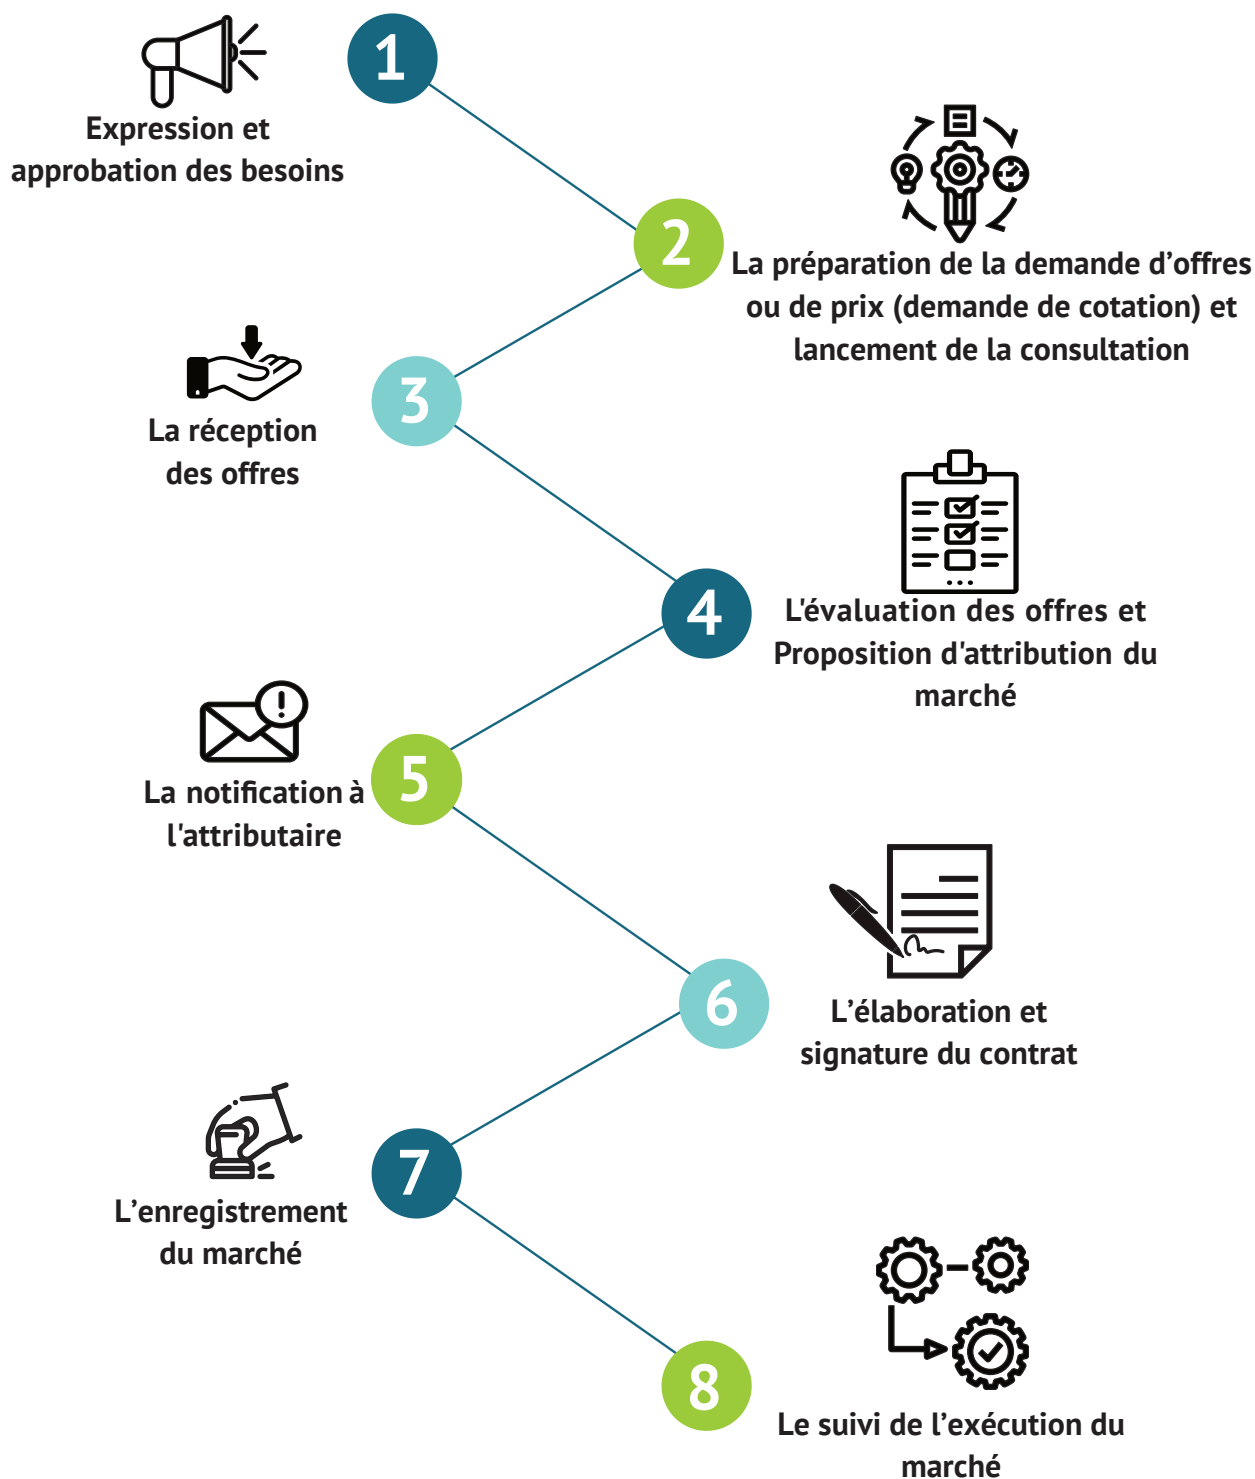 1
Expression et
approbation des besoins
2
La préparation de la demande d’offres
ou de prix (demande de cotation) et
lancement de la consultation
3
La réception
des offres
4
L'évaluation des offres et
Proposition d'attribution du
marché
5
La notification à
l'attributaire
6
L’élaboration et
signature du contrat
7
L’enregistrement
du marché
8
Le suivi de l’exécution du
marché